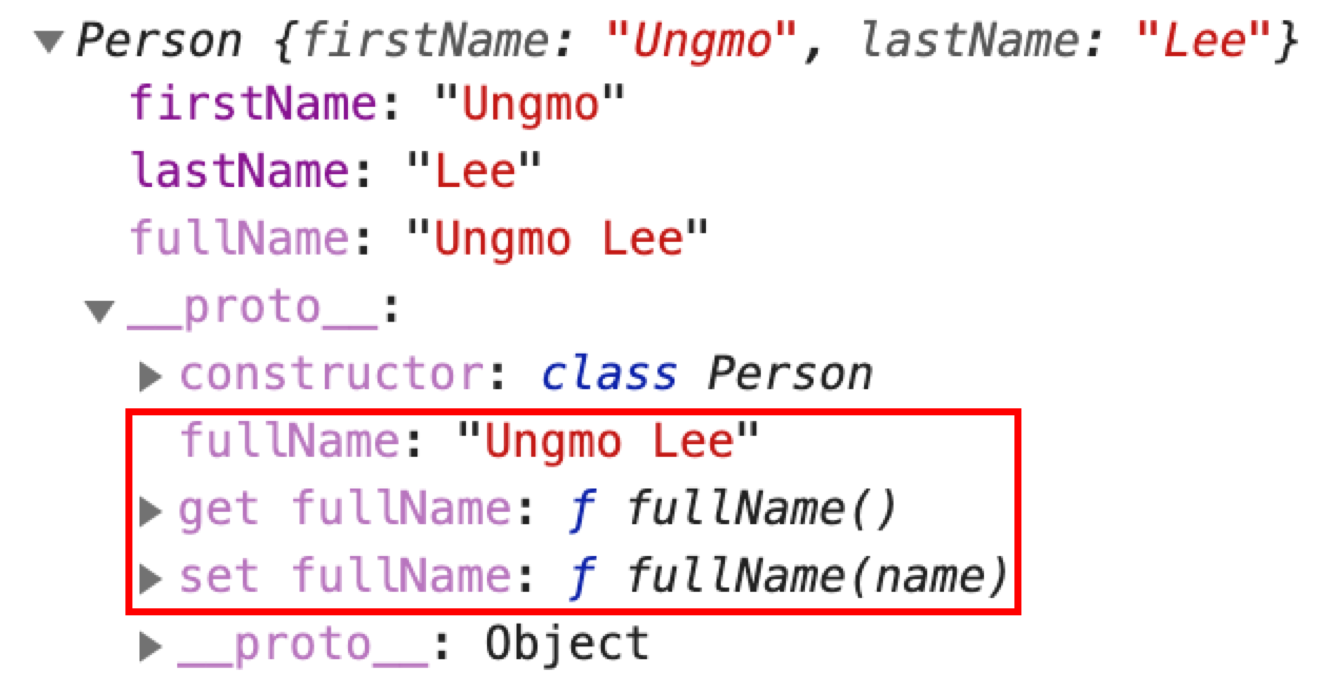 ▼ Person {firstName: "Ungmo", lastName: "Lee"}
firstName: "Ungmo"
lastName: "Lee"
fullName: "Ungmo Lee"
▼ __proto__:
▶ constructor: class Person
fullName: "Ungmo Lee"
▶ get fullName: ƒ fullName()
▶ set fullName: ƒ fullName(name)
▶ __proto__: Object